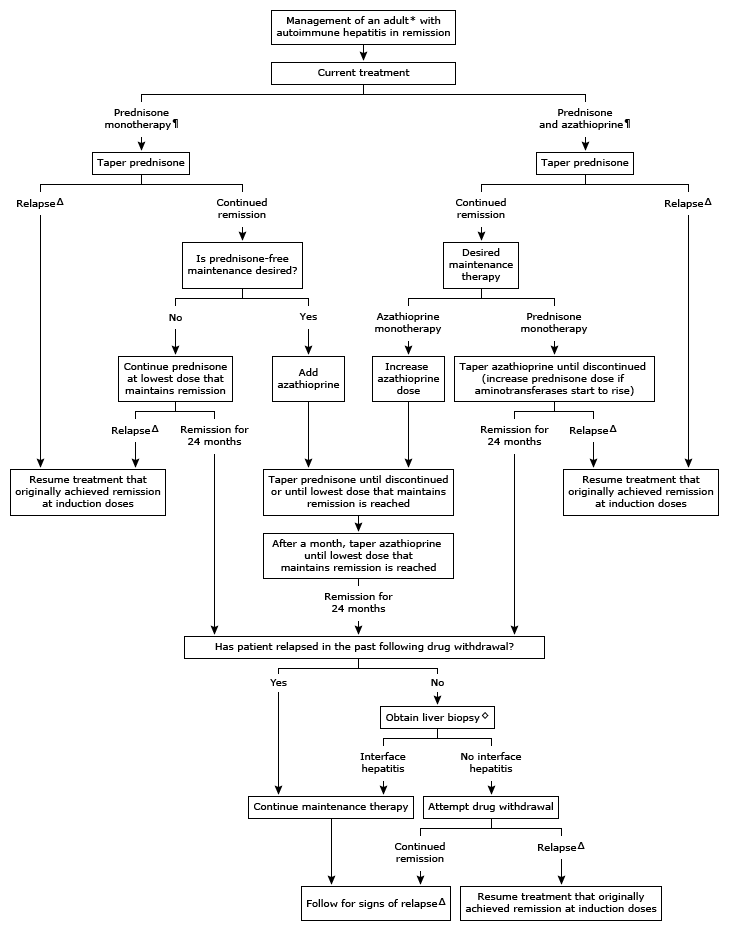 Management of an adult* with
autoimmune hepatitis in remission
Current treatment
Prednisone
monotherapy¶
Prednisone
and azathioprine¶
Taper prednisone
Taper prednisone
RelapseΔ
Continued
remission
Continued
remission
RelapseΔ
Is prednisone-free
maintenance desired?
Desired
maintenance
therapy
No
Yes
Azathioprine
monotherapy
Prednisone
monotherapy
Continue prednisone
at lowest dose that
maintains remission
Add
azathioprine
Increase
azathioprine
dose
Taper azathioprine until discontinued
(increase prednisone dose if
aminotransferases start to rise)
RelapseΔ
Remission for
24 months
Remission for
24 months
RelapseΔ
Resume treatment that
originally achieved remission
at induction doses
Taper prednisone until discontinued
or until lowest dose that maintains
remission is reached
Resume treatment that
originally achieved remission
at induction doses
After a month, taper azathioprine
until lowest dose that
maintains remission is reached
Remission for
24 months
Has patient relapsed in the past following drug withdrawal?
Yes
No
Obtain liver biopsy◇
Interface
hepatitis
No interface
hepatitis
Continue maintenance therapy
Attempt drug withdrawal
Continued
remission
RelapseΔ
Follow for signs of relapseΔ
Resume treatment that originally
achieved remission at induction doses